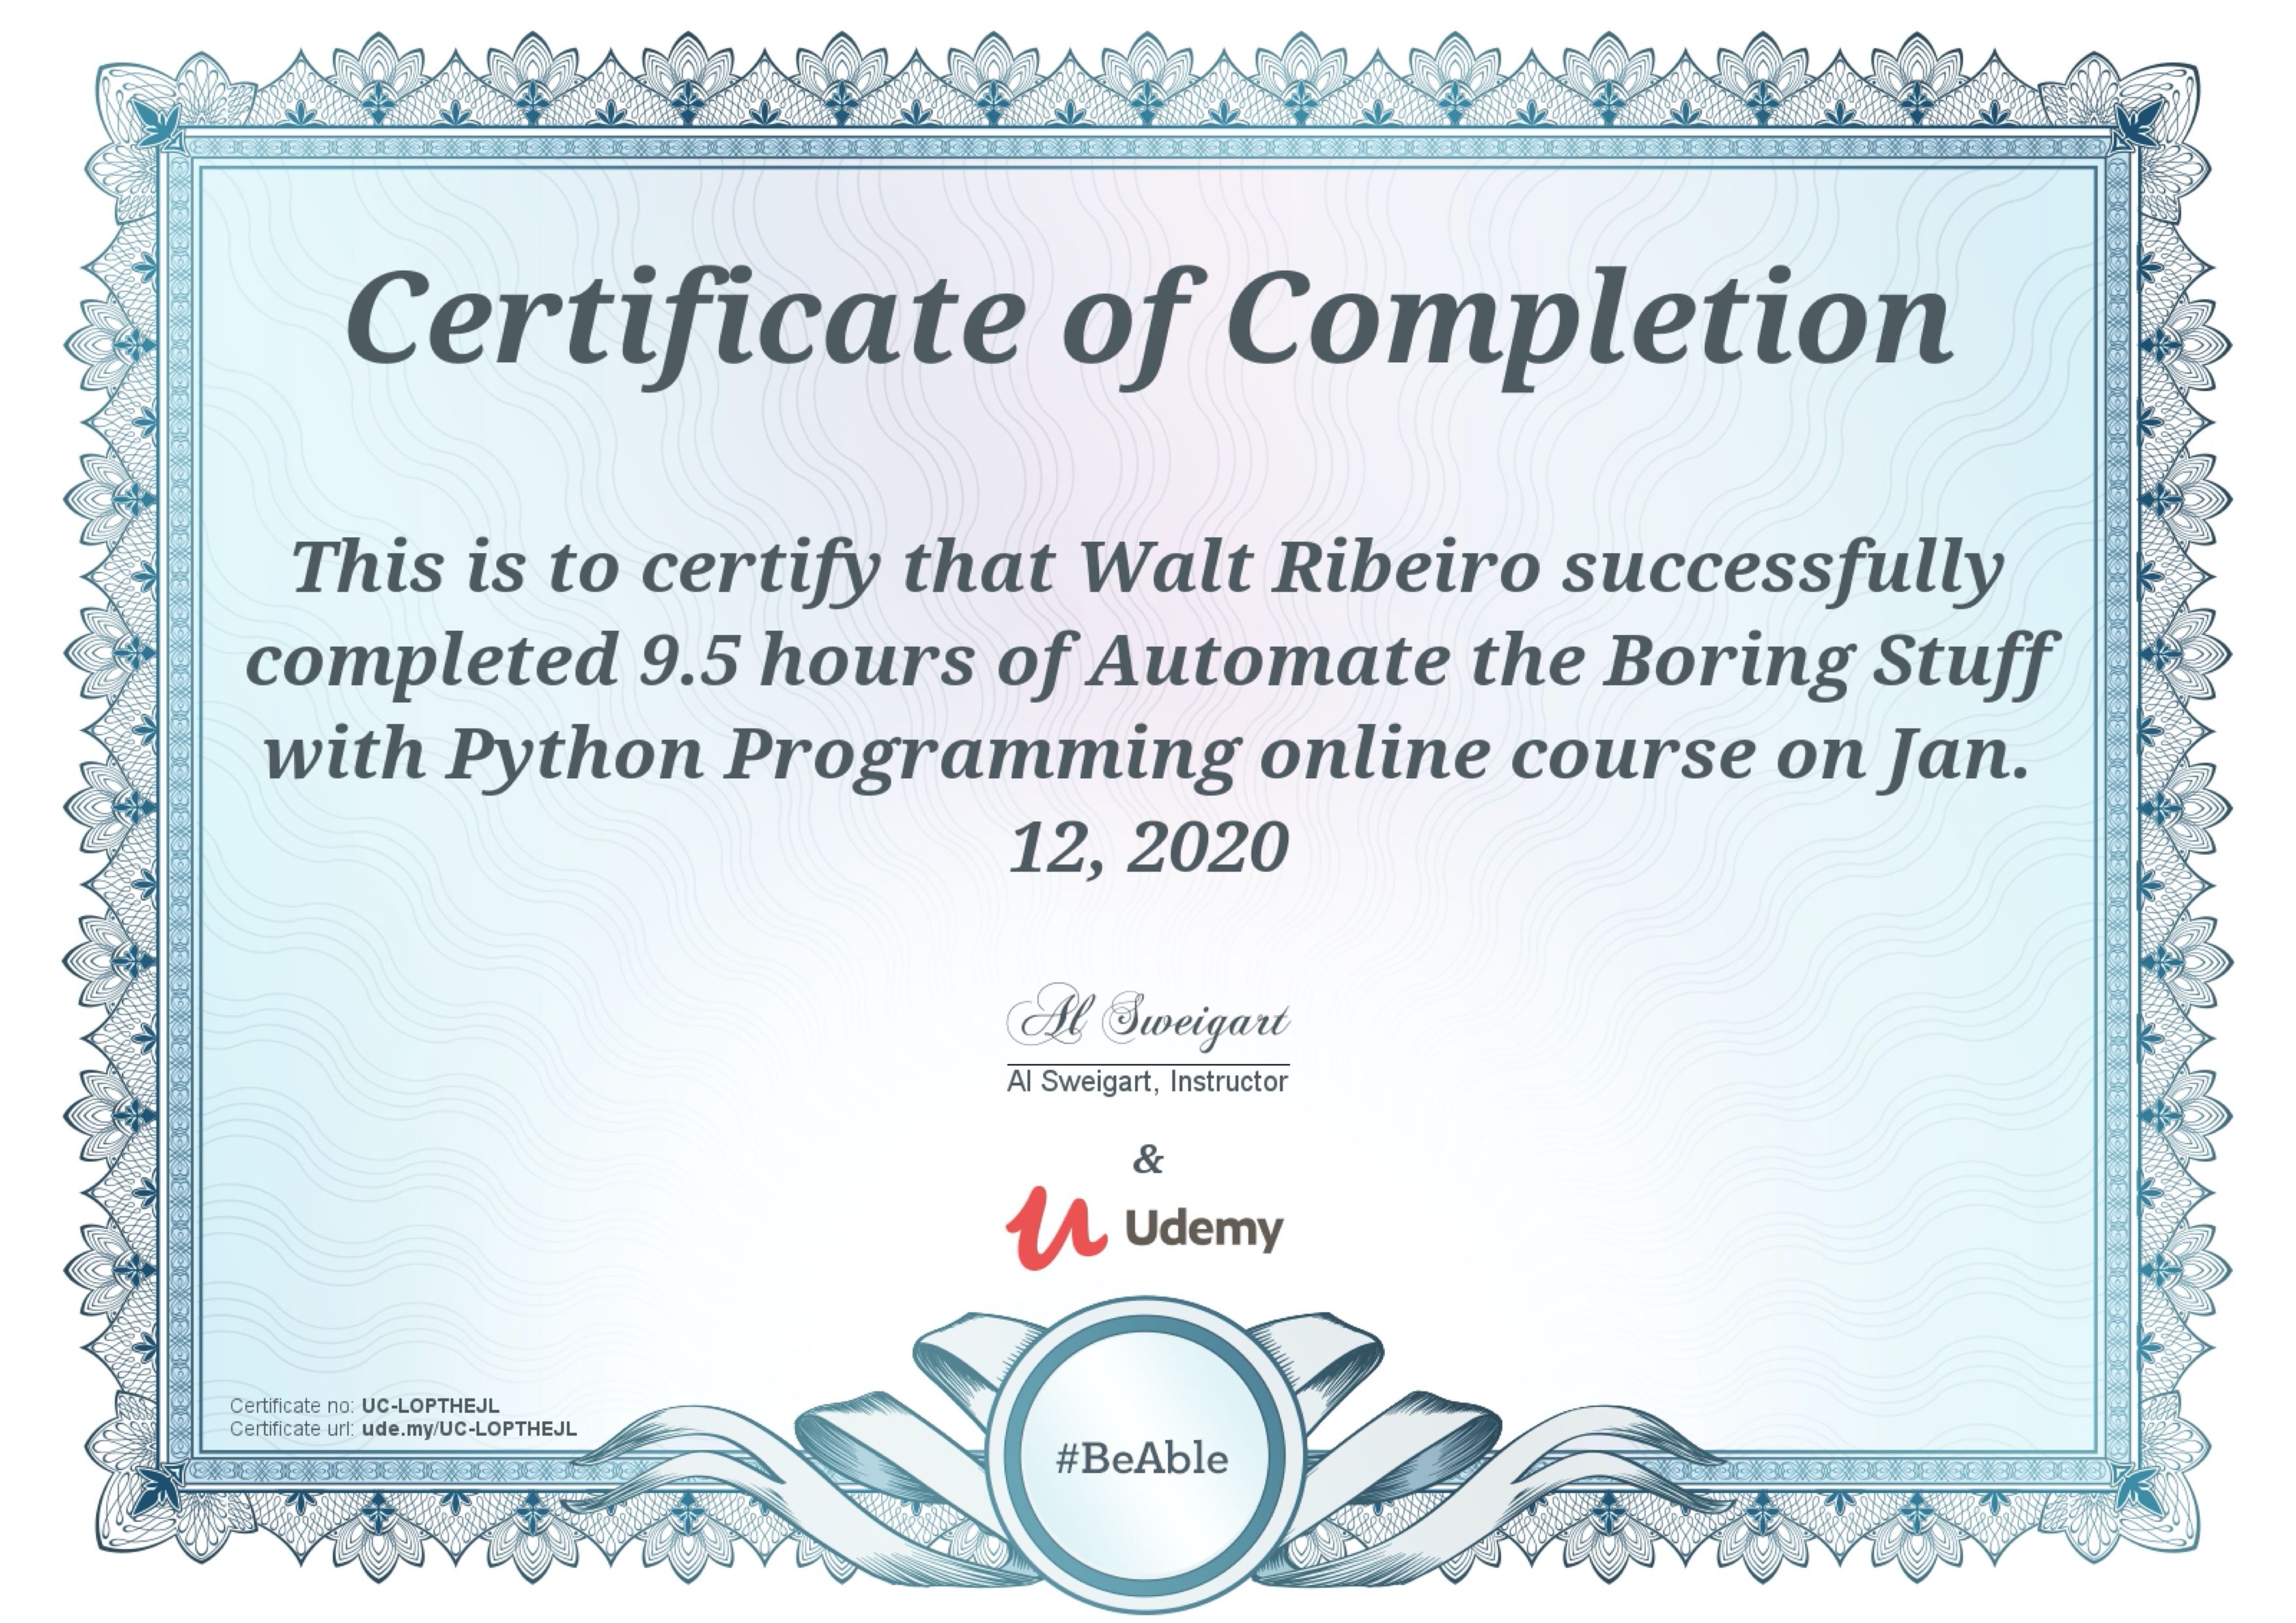 Certificate of Completion
This is to certify that Walt Ribeiro successfully
completed 9.5 hours of Automate the Boring Stuff
with Python Programming online course on Jan.
12, 2020
Al Sweigart
Al Sweigart, Instructor
&
Udemy
Certificate no: UC-LOPTHEJL
Certificate url: ude.my/UC-LOPTHEJL
#BeAble